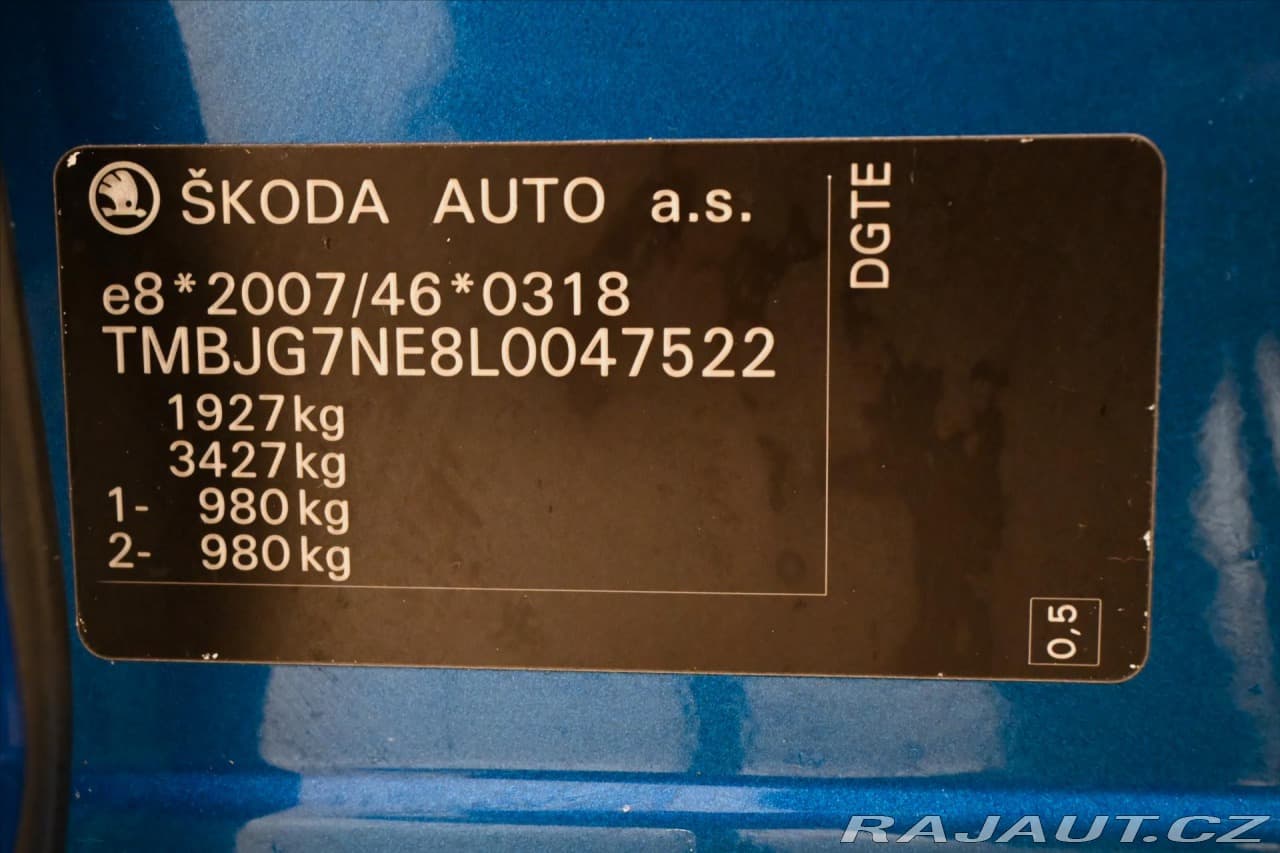 ŠKODA AUTO a.s.
e8*2007/46*0318
TMBJG7NE8L0047522
1927kg
3427kg
1- 980kg
2- 980kg
DGTE
0,5
RAJAUT.CZ